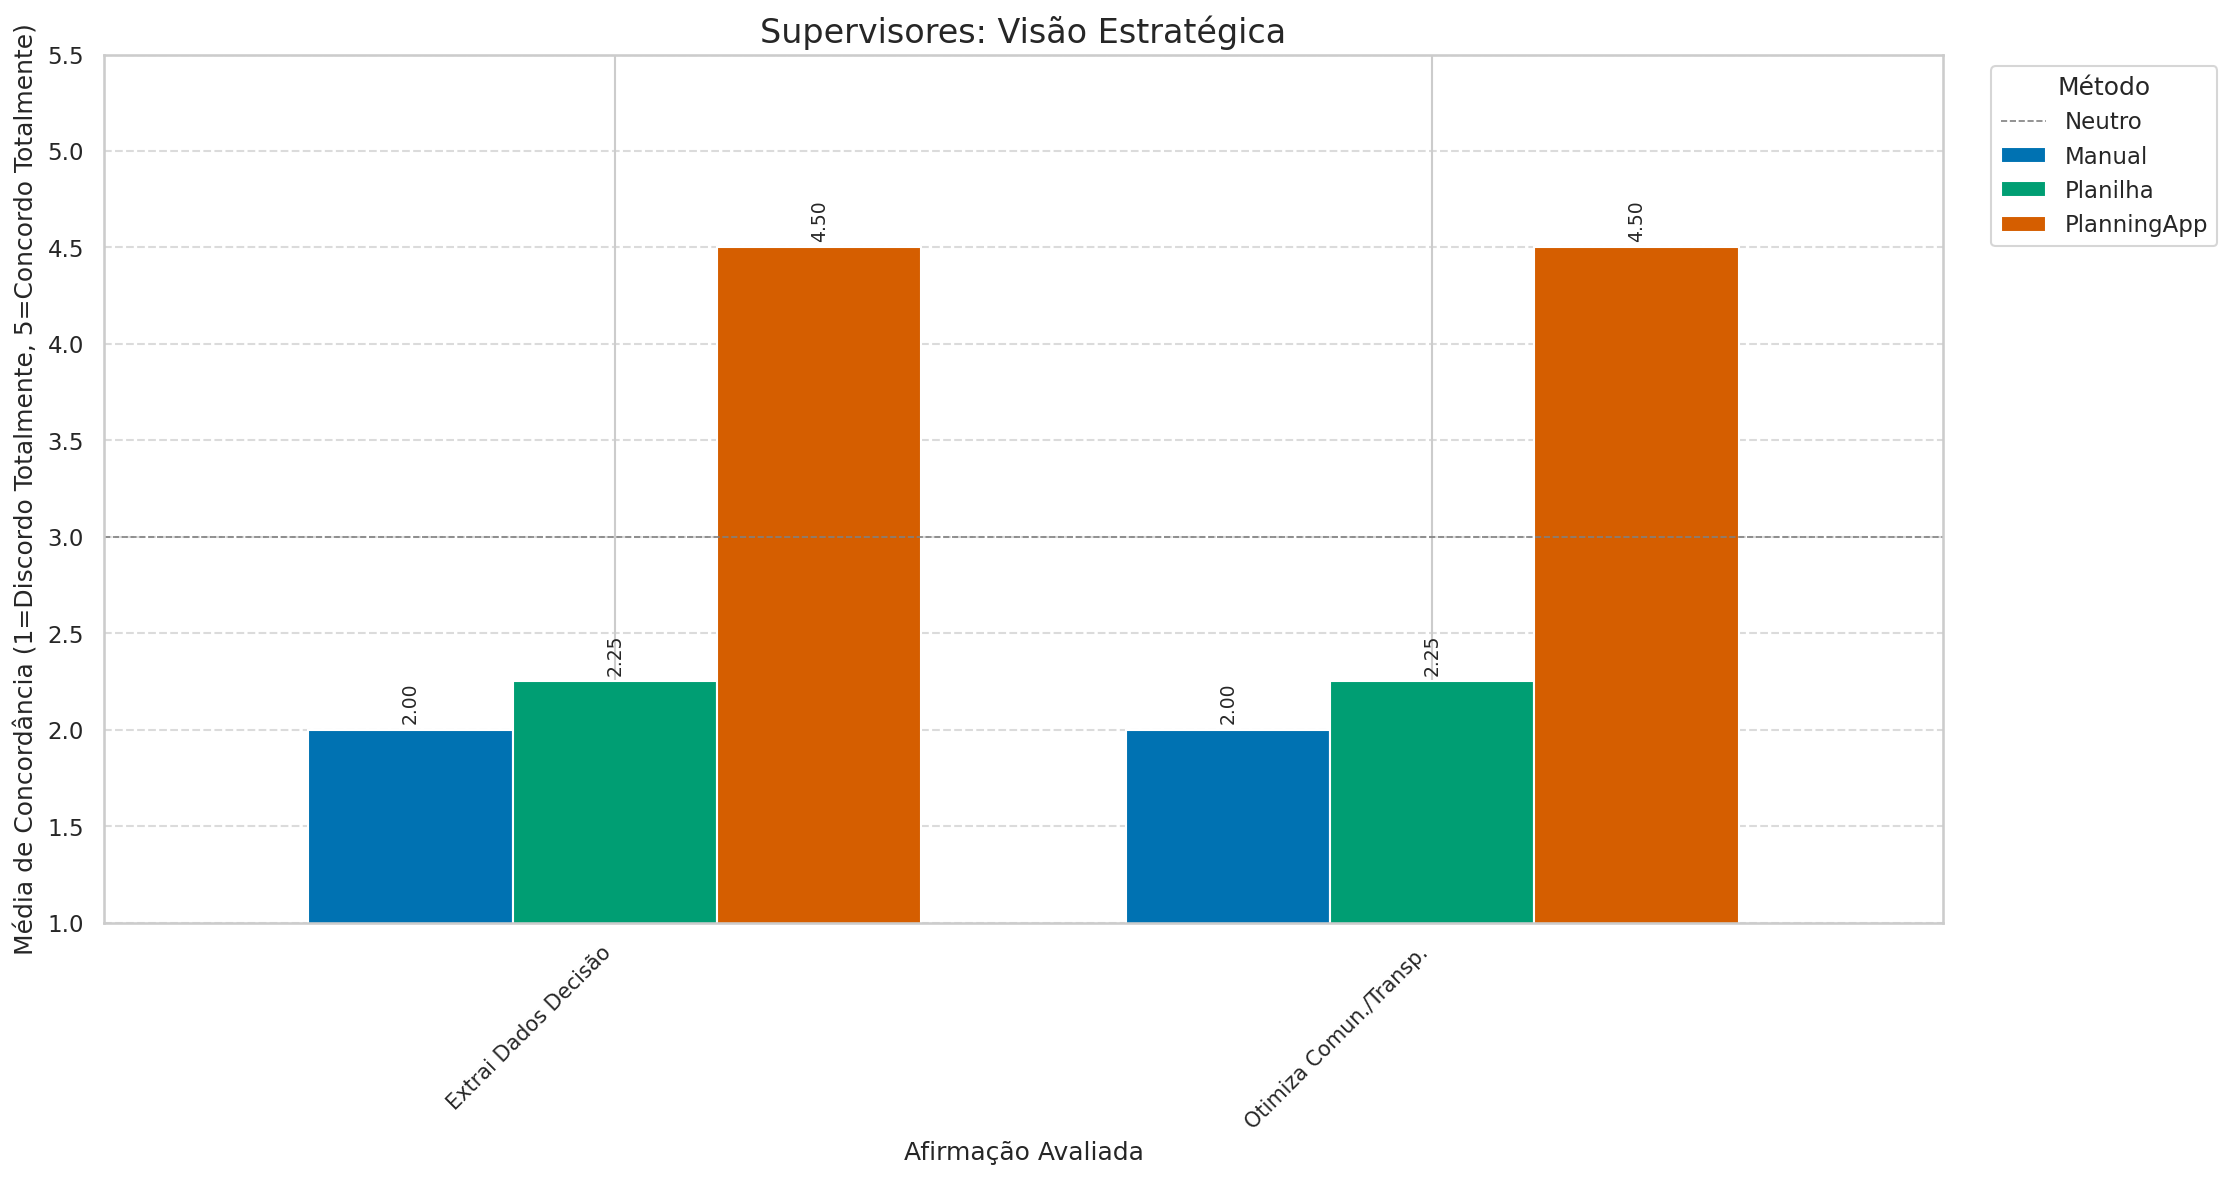 Supervisores: Visão Estratégica
Média de Concordância (1=Discordo Totalmente, 5=Concordo Totalmente)
5.5
5.0
4.5
4.0
3.5
3.0
2.5
2.0
1.5
1.0
2.00
2.25
4.50
2.00
2.25
4.50
Extrai Dados Decisão
Otimiza Comun./Transp.
Afirmação Avaliada
Método
Neutro
Manual
Planilha
PlanningApp